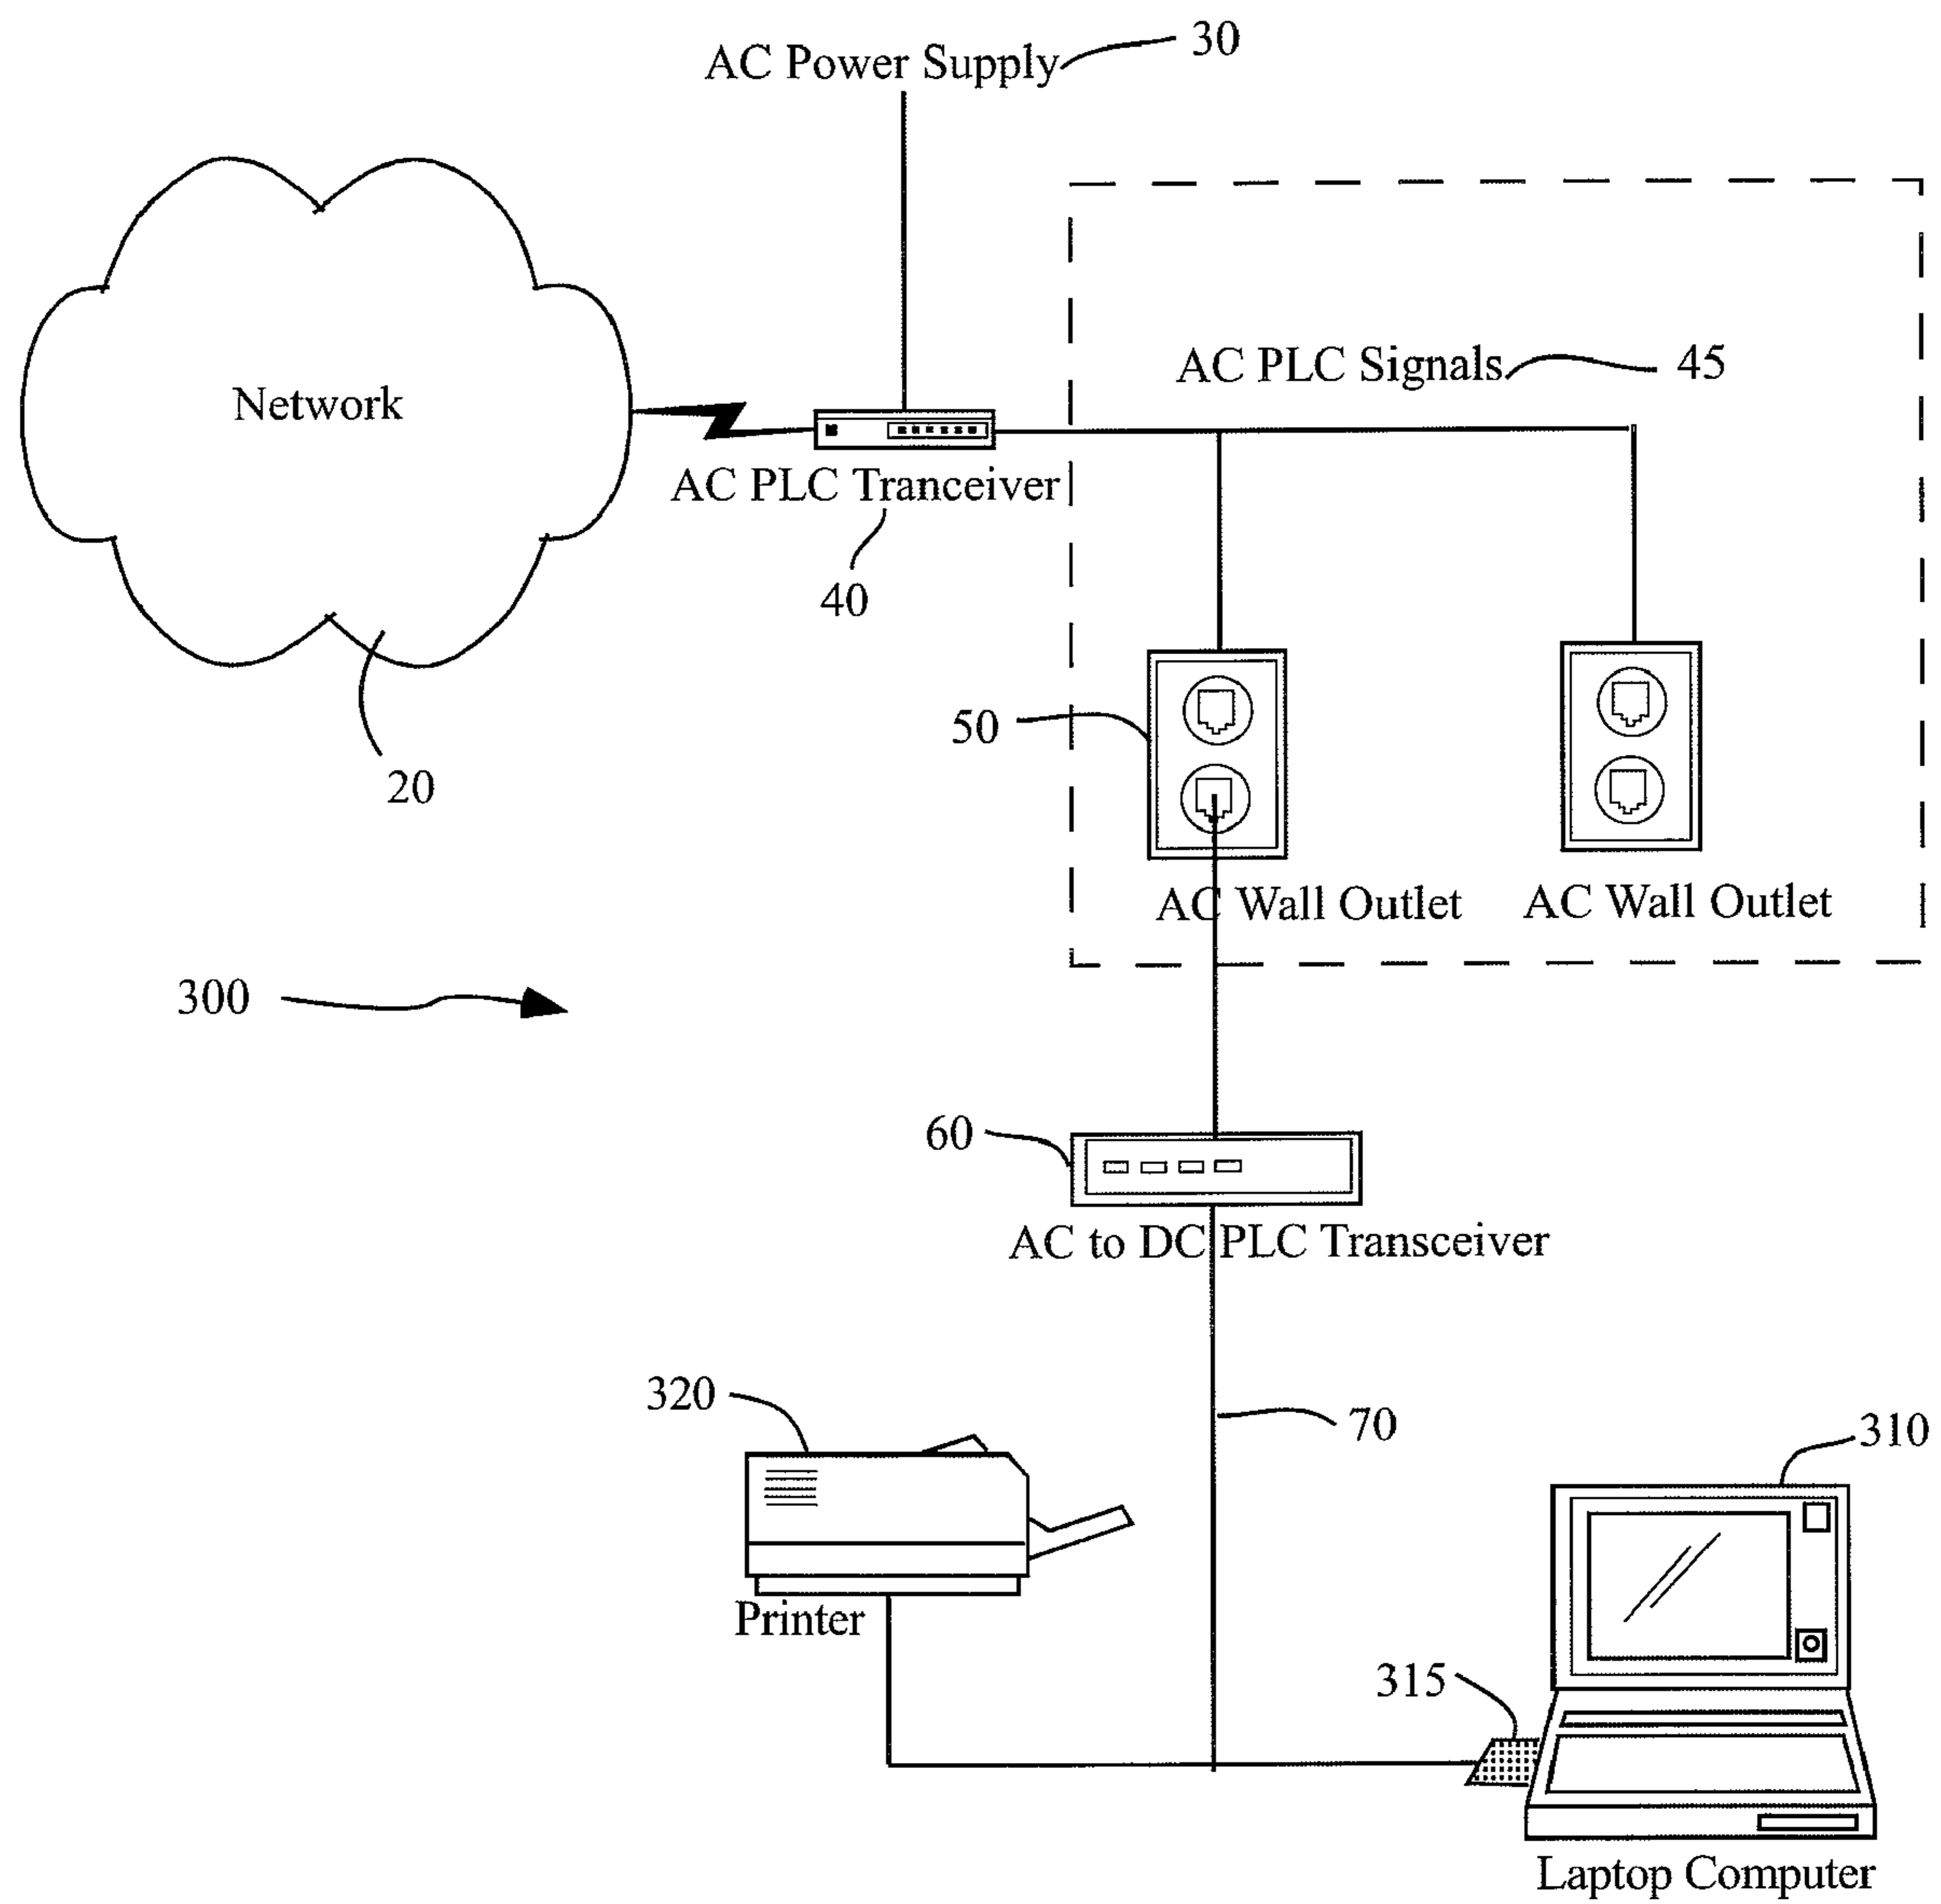 AC Power Supply 30
AC PLC Signals 45
Network
AC PLC Tranceiver
40
50
20
AC Wall Outlet AC Wall Outlet
300
60
AC to DC PLC Transceiver
320
70
310
Printer
315
Laptop Computer